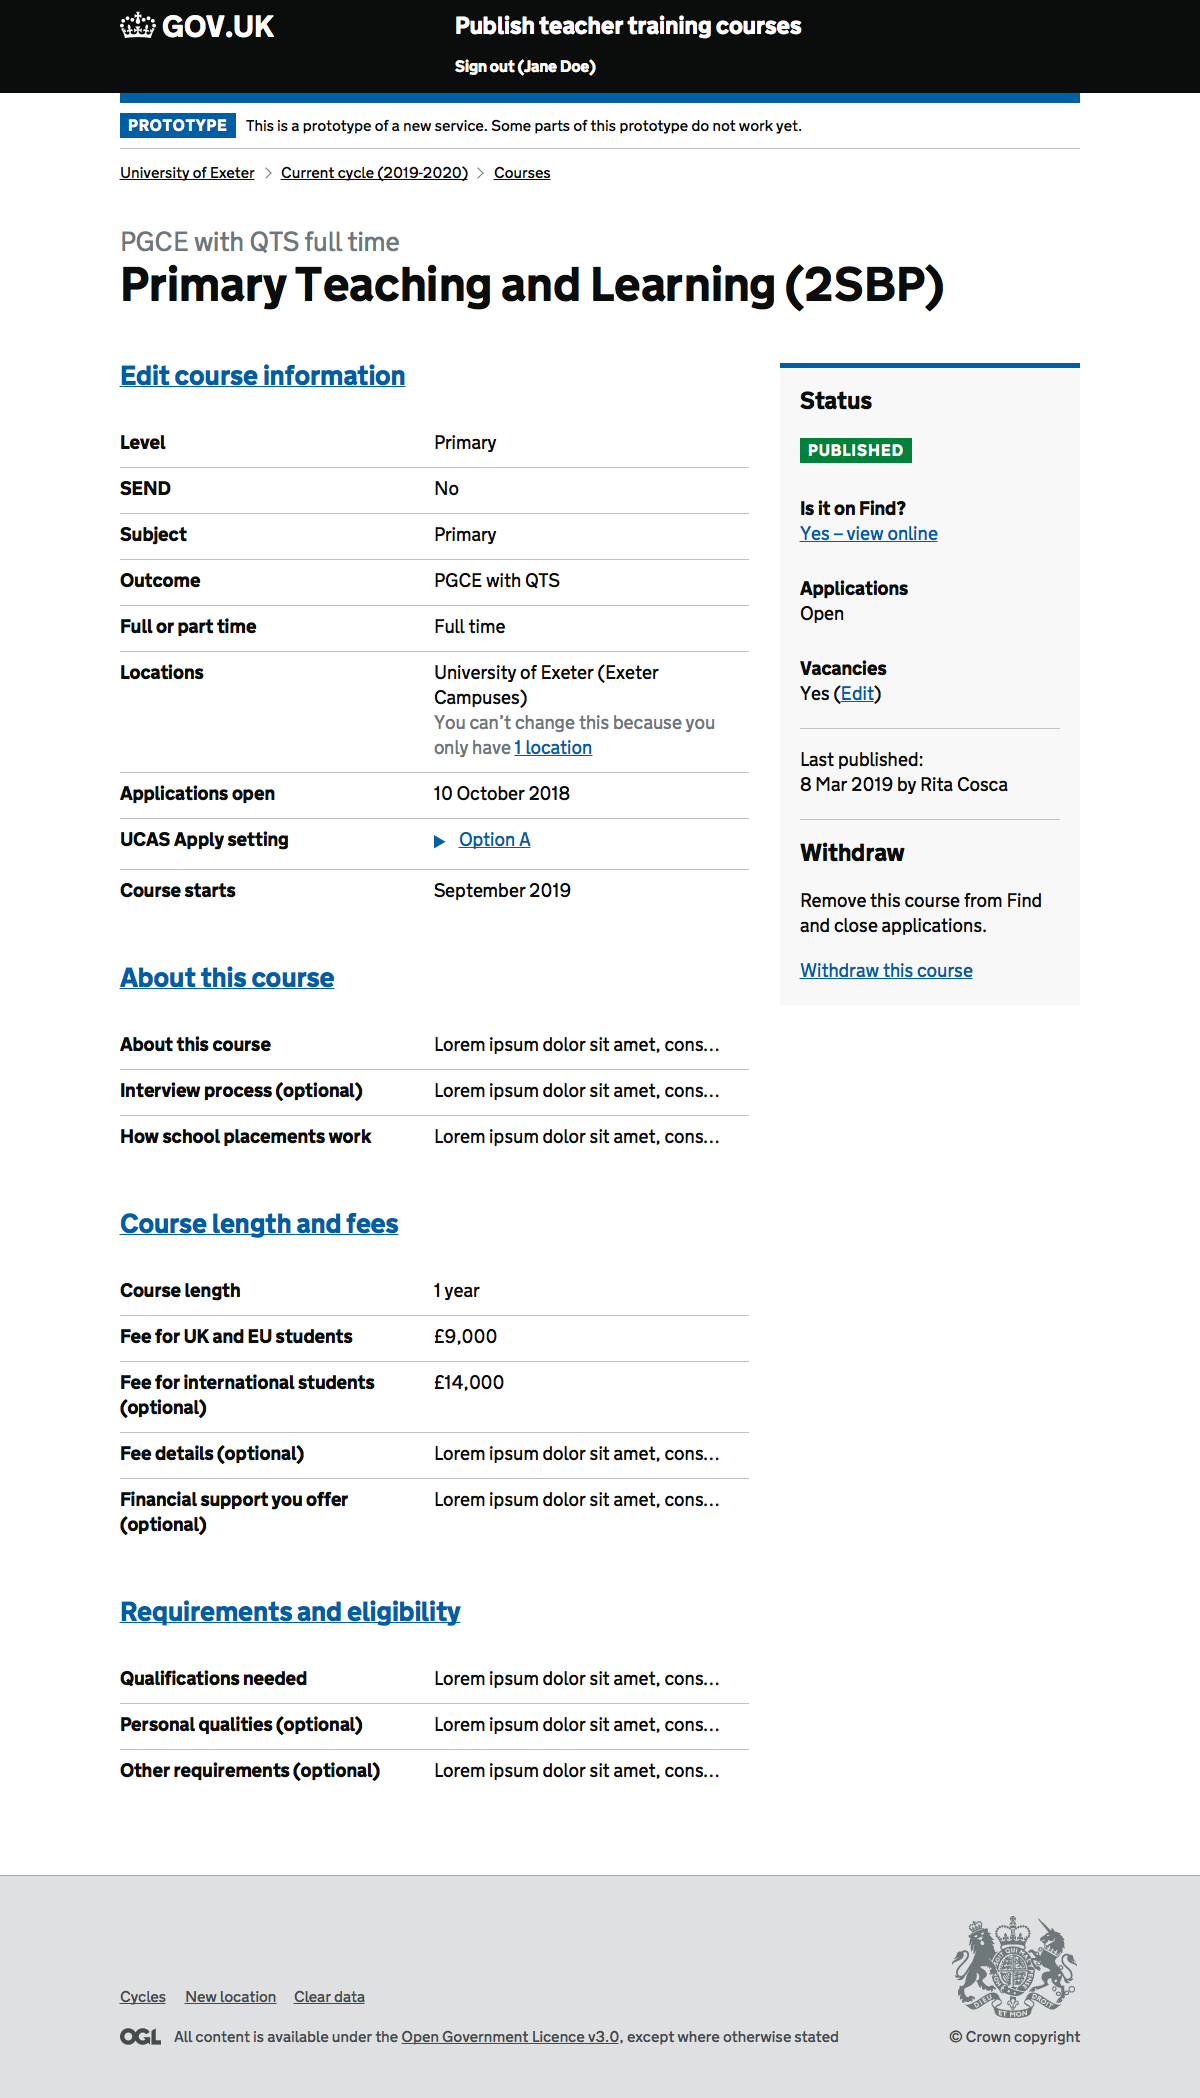 GOV.UK
Publish teacher training courses
Sign out (Jane Doe)
PROTOTYPE This is a prototype of a new service. Some parts of this prototype do not work yet.
University of Exeter > Current cycle (2019-2020) > Courses
PGCE with QTS full time
Primary Teaching and Learning (2SBP)
Edit course information
Level Primary
SEND No
Subject Primary
Outcome PGCE with QTS
Full or part time Full time
Locations University of Exeter (Exeter
Campuses)
You can’t change this because you
only have 1 location
Applications open 10 October 2018
UCAS Apply setting Option A
Course starts September 2019
Status
PUBLISHED
Is it on Find?
Yes – view online
Applications
Open
Vacancies
Yes (Edit)
Last published:
8 Mar 2019 by Rita Cosca
Withdraw
Remove this course from Find
and close applications.
Withdraw this course
About this course
About this course Lorem ipsum dolor sit amet, cons…
Interview process (optional) Lorem ipsum dolor sit amet, cons…
How school placements work Lorem ipsum dolor sit amet, cons…
Course length and fees
Course length 1 year
Fee for UK and EU students £9,000
Fee for international students £14,000
(optional)
Fee details (optional) Lorem ipsum dolor sit amet, cons…
Financial support you offer Lorem ipsum dolor sit amet, cons…
(optional)
Requirements and eligibility
Qualifications needed Lorem ipsum dolor sit amet, cons…
Personal qualities (optional) Lorem ipsum dolor sit amet, cons…
Other requirements (optional) Lorem ipsum dolor sit amet, cons…
Cycles New location Clear data
OGL All content is available under the Open Government Licence v3.0, except where otherwise stated
DIEU ET MON DROIT
© Crown copyright